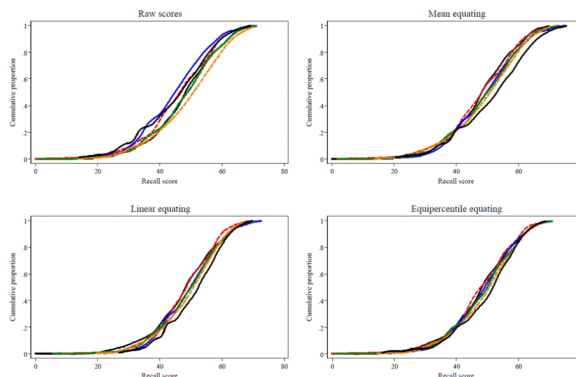 Raw scores
Cumulative proportion
1
.8
.6
.4
.2
0
0 20 40 60 80
Recall score
Mean equating
Cumulative proportion
1
.8
.6
.4
.2
0
0 20 40 60
Recall score
Linear equating
Cumulative proportion
1
.8
.6
.4
.2
0
0 20 40 60 80
Recall score
Equipercentile equating
Cumulative proportion
1
.8
.6
.4
.2
0
0 20 40 60 80
Recall score